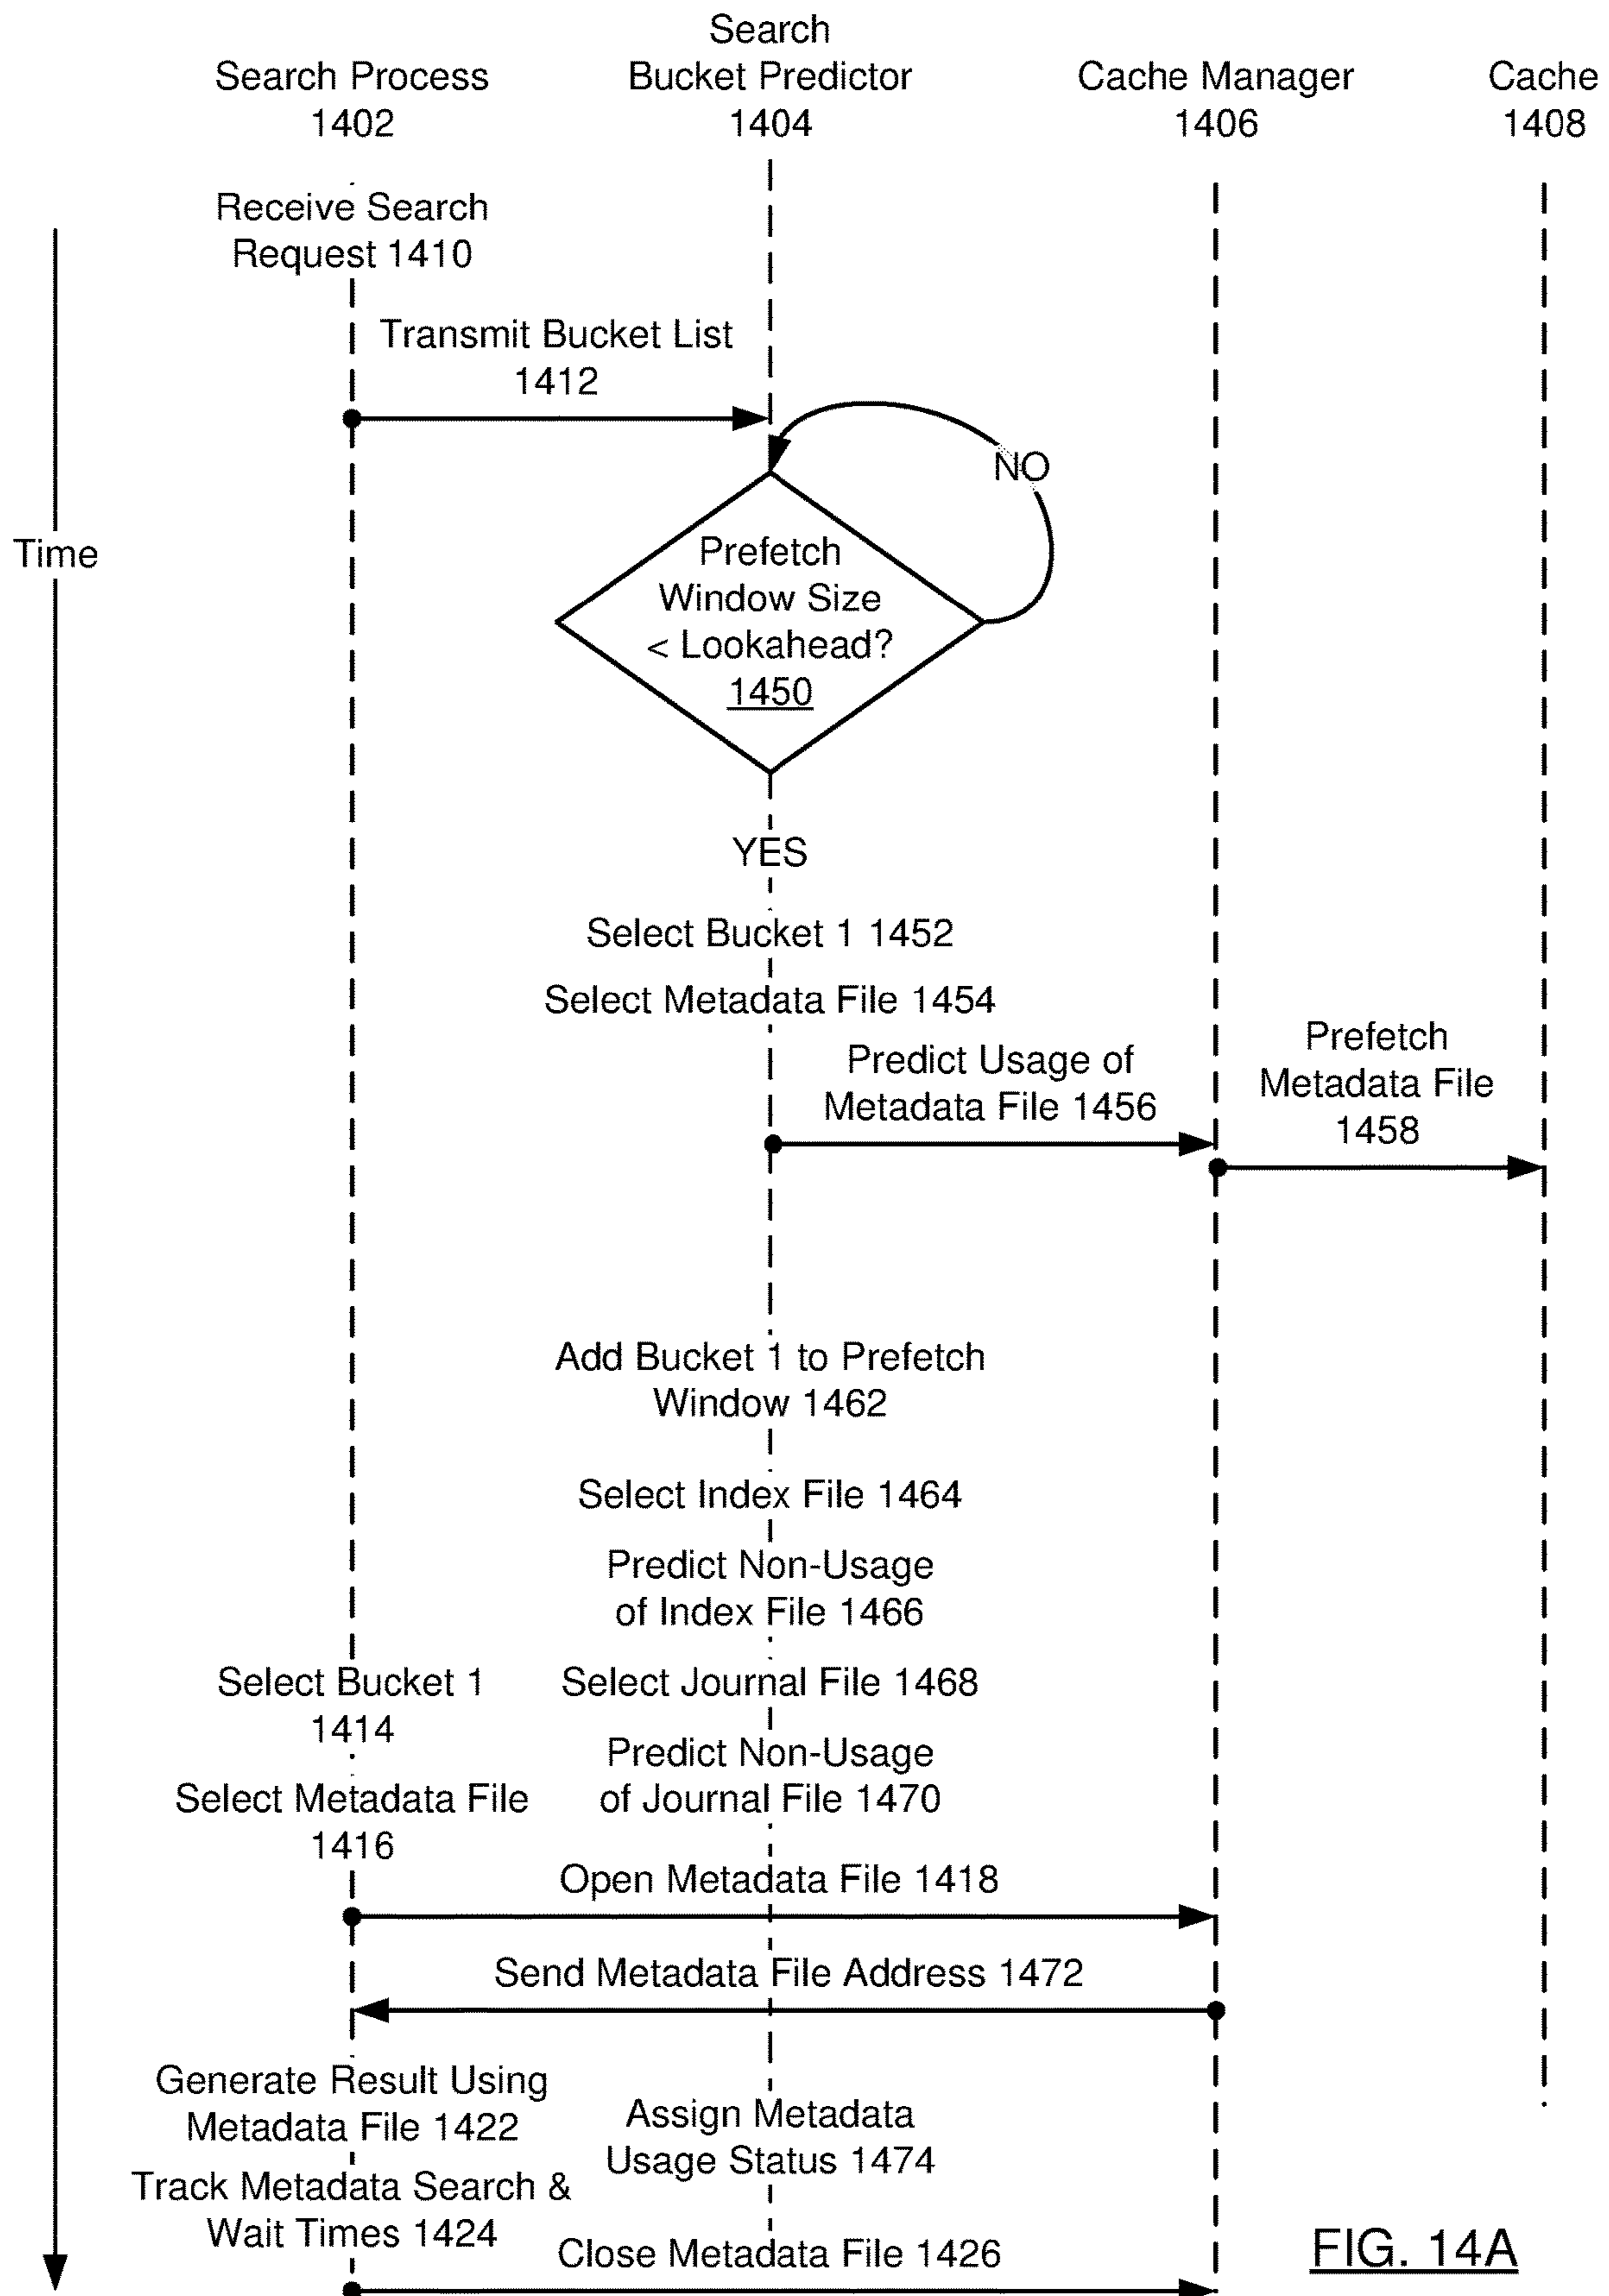 Search Process
1402
Search
Bucket Predictor
1404
Cache Manager
1406
Cache
1408
Receive Search
Request 1410
Transmit Bucket List
1412
NO
Time
Prefetch
Window Size
< Lookahead?
1450
YES
Select Bucket 1 1452
Select Metadata File 1454
Predict Usage of
Metadata File 1456
Prefetch
Metadata File
1458
Add Bucket 1 to Prefetch
Window 1462
Select Index File 1464
Predict Non-Usage
of Index File 1466
Select Bucket 1
1414
Select Journal File 1468
Predict Non-Usage
of Journal File 1470
Select Metadata File
1416
Open Metadata File 1418
Send Metadata File Address 1472
Generate Result Using
Metadata File 1422
Assign Metadata
Usage Status 1474
Track Metadata Search &
Wait Times 1424
Close Metadata File 1426
FIG. 14A